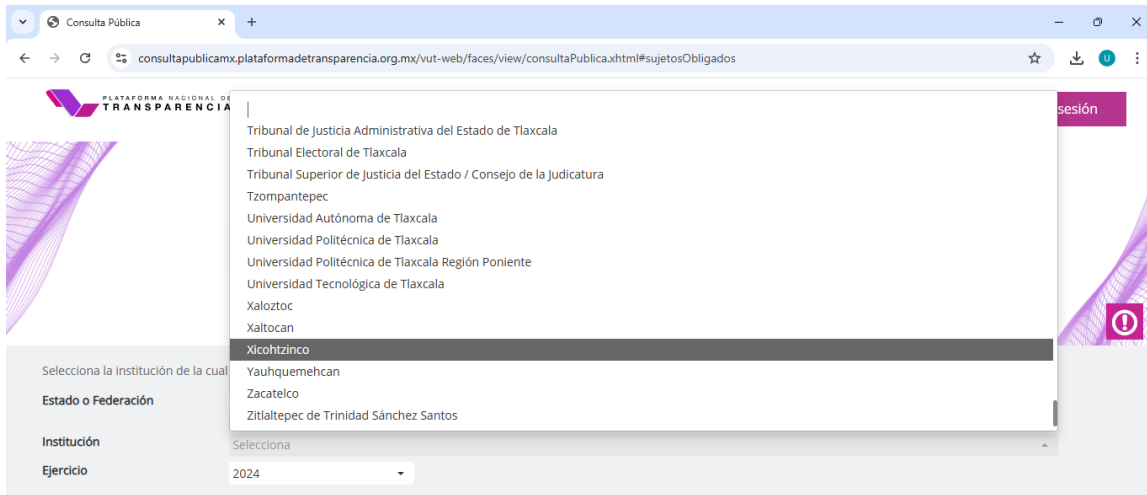 Consulta Pública
consultapublicamx.plataformadetransparencia.org.mx/vut-web/faces/view/consultaPublica.xhtml#sujetosObligados
U
PLATAFORMA NACIONAL DE
TRANSPARENCIA
sesión
Tribunal de Justicia Administrativa del Estado de Tlaxcala
Tribunal Electoral de Tlaxcala
Tribunal Superior de Justicia del Estado / Consejo de la Judicatura
Tzompantepec
Universidad Autónoma de Tlaxcala
Universidad Politécnica de Tlaxcala
Universidad Politécnica de Tlaxcala Región Poniente
Universidad Tecnológica de Tlaxcala
Xaloztoc
Xaltocan
Xicohtzinco
Yauhquemehcan
Zacatelco
Zitlaltepec de Trinidad Sánchez Santos
Selecciona la institución de la cual
Estado o Federación
Institución Selecciona
Ejercicio 2024